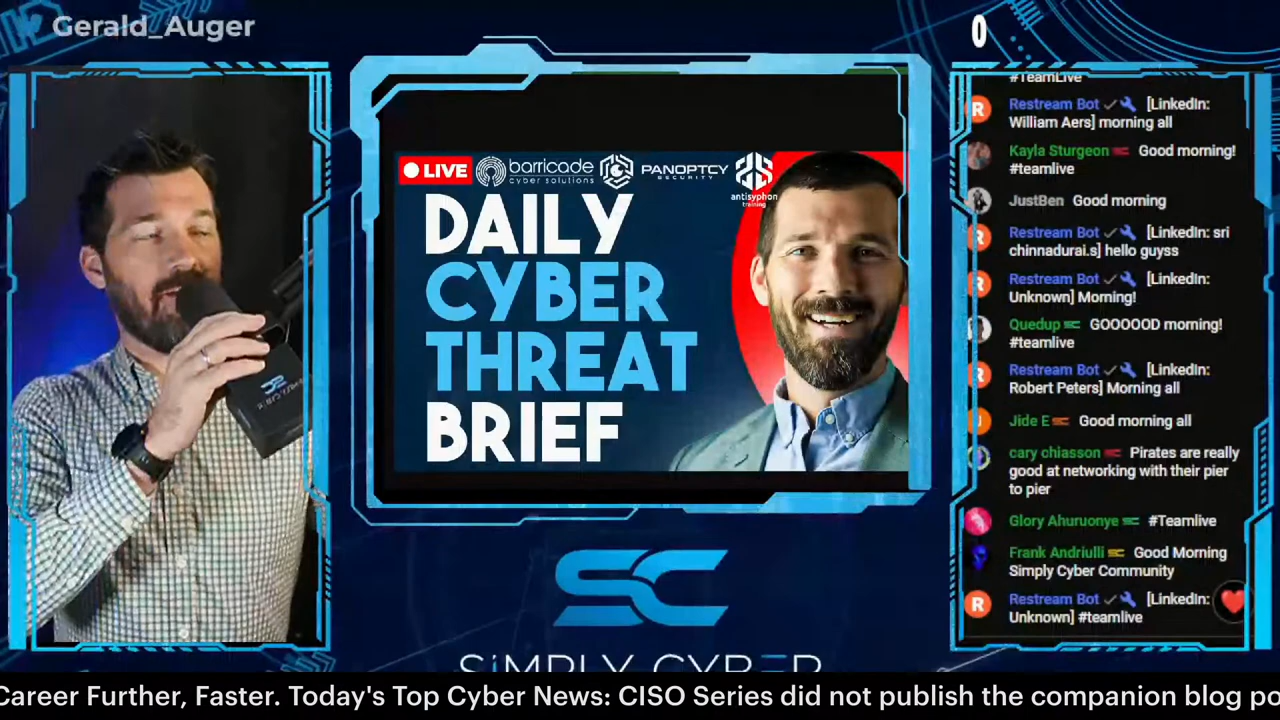 Gerald_Auger
0
LIVE
barricade
cyber solutions
PANOPTCY
SECURITY
antisyphon
training
DAILY
CYBER
THREAT
BRIEF
SC
SIMPLY CYBER
#TeamLive
Restream Bot [LinkedIn:
William Aers] morning all
Kayla Sturgeon Good morning!
#teamlive
JustBen Good morning
Restream Bot [LinkedIn: sri
chinnadurai.s] hello guyss
Restream Bot [LinkedIn:
Unknown] Morning!
Quedup GOOOOOD morning!
#teamlive
Restream Bot [LinkedIn:
Robert Peters] Morning all
Jide E Good morning all
cary chiasson Pirates are really
good at networking with their pier
to pier
Glory Ahuruonye #Teamlive
Frank Andriulli Good Morning
Simply Cyber Community
Restream Bot [LinkedIn:
Unknown] #teamlive
Career Further, Faster. Today's Top Cyber News: CISO Series did not publish the companion blog po